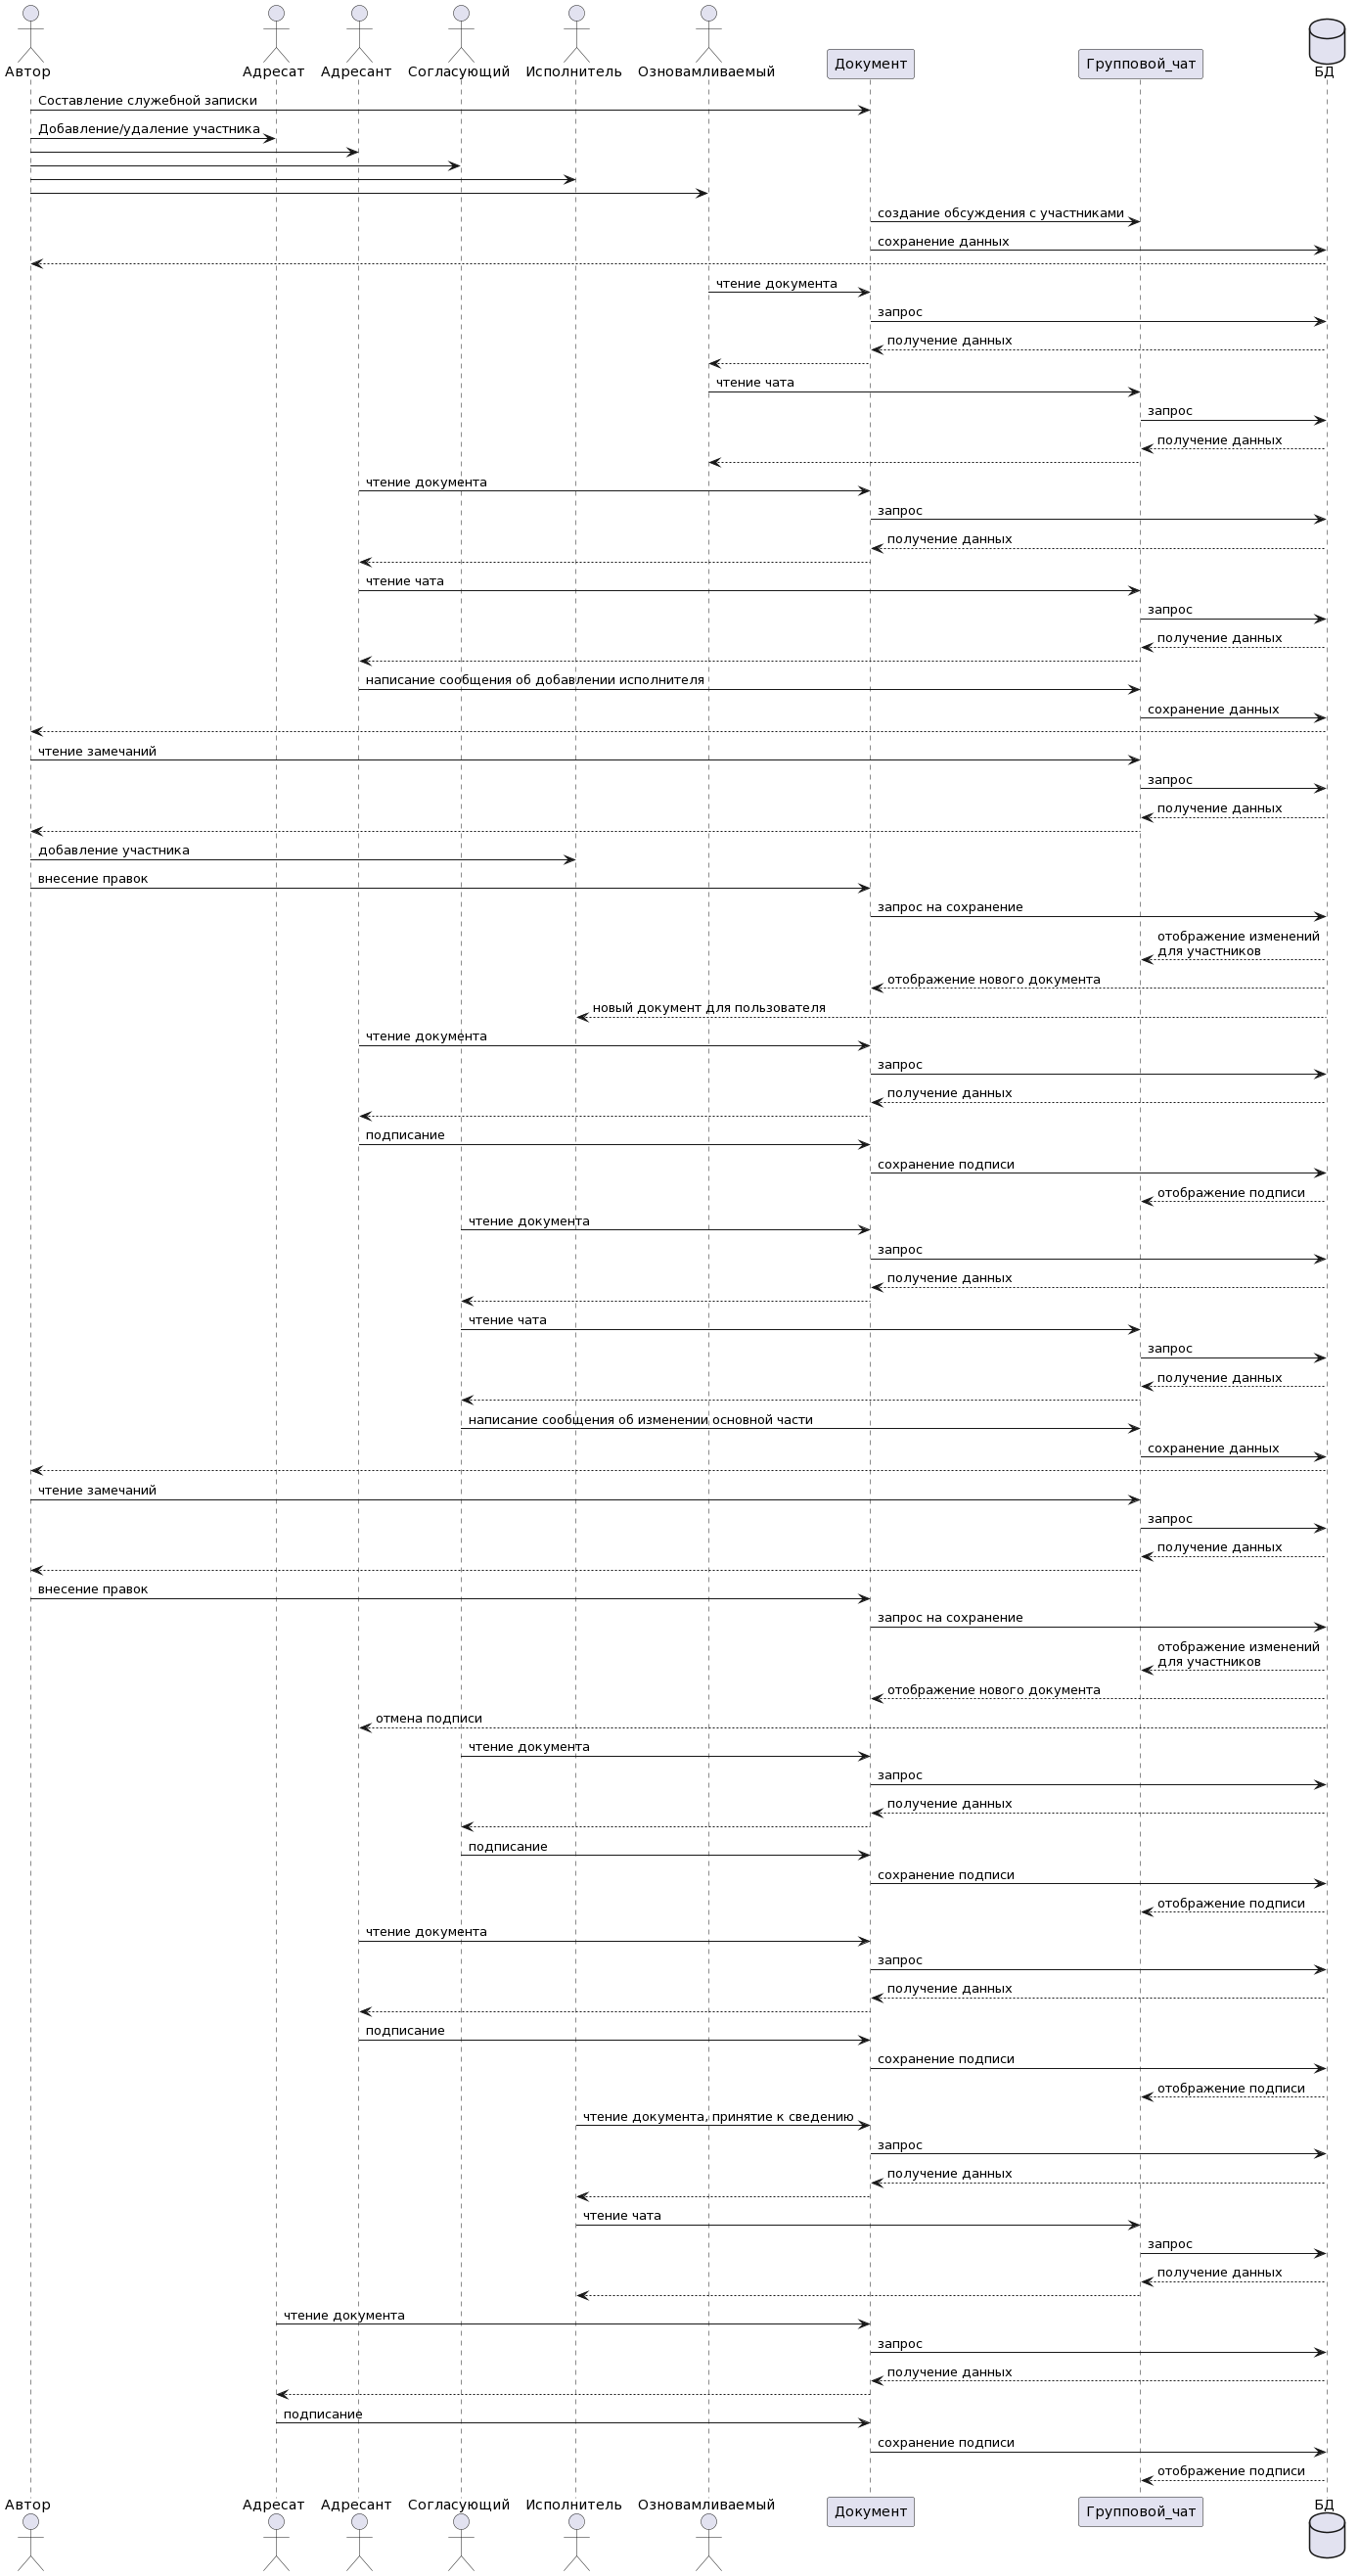 Автор
Адресат
Адресант
Согласующий
Исполнитель
Озновамливаемый
Документ
Групповой_чат
БД
Составление служебной записки
Добавление/удаление участника
создание обсуждения с участниками
сохранение данных
чтение документа
запрос
получение данных
чтение чата
запрос
получение данных
чтение документа
запрос
получение данных
чтение чата
запрос
получение данных
написание сообщения об добавлении исполнителя
сохранение данных
чтение замечаний
запрос
получение данных
добавление участника
внесение правок
запрос на сохранение
отображение изменений
для участников
отображение нового документа
новый документ для пользователя
чтение документа
запрос
получение данных
подписание
сохранение подписи
отображение подписи
чтение документа
запрос
получение данных
чтение чата
запрос
получение данных
написание сообщения об изменении основной части
сохранение данных
чтение замечаний
запрос
получение данных
внесение правок
запрос на сохранение
отображение изменений
для участников
отображение нового документа
отмена подписи
чтение документа
запрос
получение данных
подписание
сохранение подписи
отображение подписи
чтение документа
запрос
получение данных
подписание
сохранение подписи
отображение подписи
чтение документа, принятие к сведению
запрос
получение данных
чтение чата
запрос
получение данных
чтение документа
запрос
получение данных
подписание
сохранение подписи
отображение подписи
Автор
Адресат
Адресант
Согласующий
Исполнитель
Озновамливаемый
Документ
Групповой_чат
БД